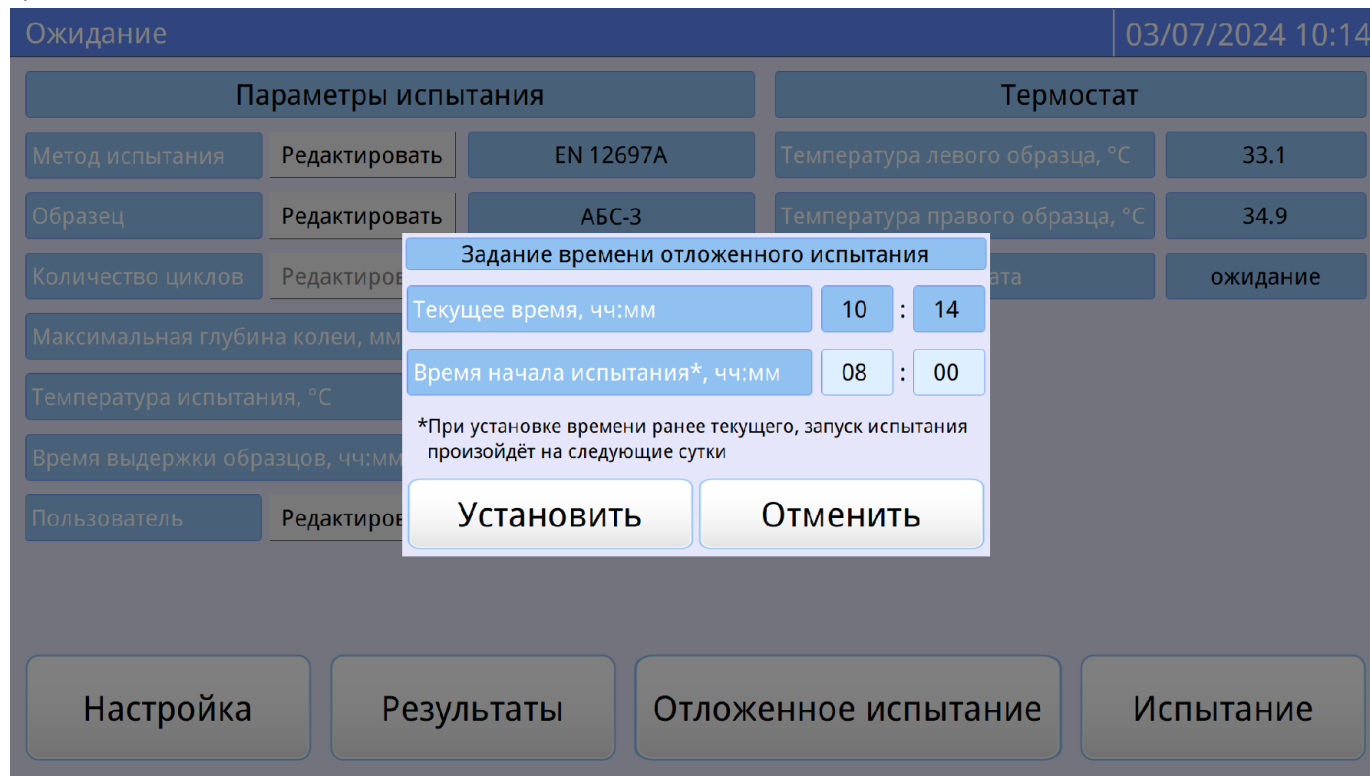 Ожидание 03/07/2024 10:14
Параметры испытания
Термостат
Метод испытания Редактировать EN 12697A
Температура левого образца, °C 33.1
Образец Редактировать АБС-3
Температура правого образца, °C 34.9
Количество циклов
ожидание
Максимальная глубина колеи, мм
Температура испытания, °C
Время выдержки образцов, чч:мм
Пользователь
Задание времени отложенного испытания
Текущее время, чч:мм 10 : 14
Время начала испытания*, чч:мм 08 : 00
*При установке времени ранее текущего, запуск испытания
произойдёт на следующие сутки
Установить Отменить
Настройка Результаты Отложенное испытание Испытание